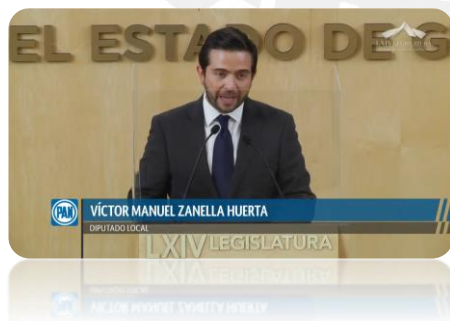 EL ESTADO DE G
PAN
VÍCTOR MANUEL ZANELLA HUERTA
DIPUTADO LOCAL
LXIV LEGISLATURA